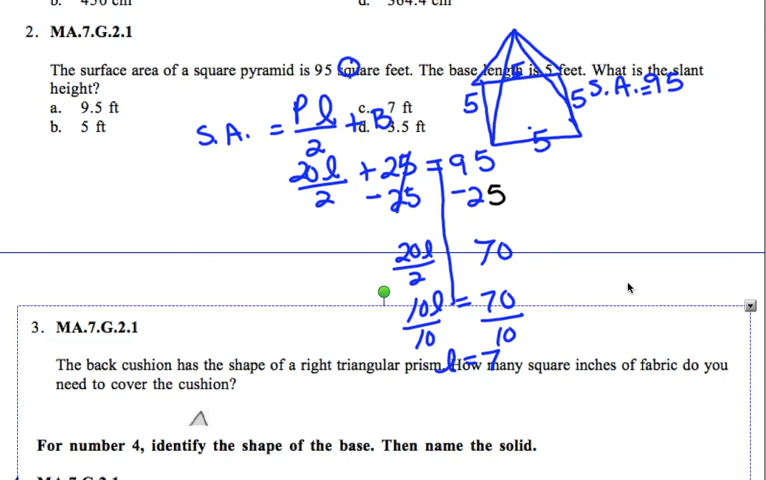 2. MA.7.G.2.1
The surface area of a square pyramid is 95 square feet. The base length is 5 feet. What is the slant
height?
a. 9.5 ft c. 7 ft
b. 5 ft d. 3.5 ft
5 5 5 5 S.A.=95
S.A. = Pl/2 + B
20l/2 + 25 = 95
- 25 -25
20l/2 70
10l/10 = 70/10
l = 7
3. MA.7.G.2.1
The back cushion has the shape of a right triangular prism. How many square inches of fabric do you
need to cover the cushion?
For number 4, identify the shape of the base. Then name the solid.